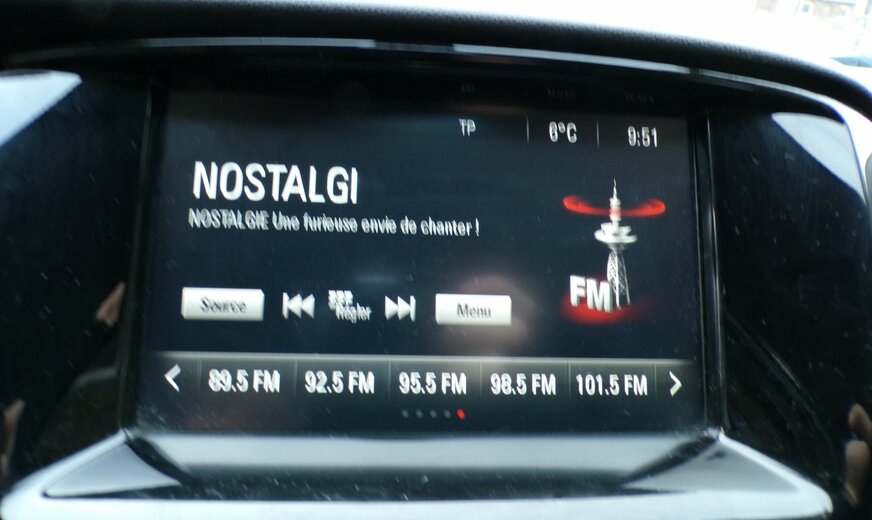 TP 6°C 9:51
NOSTALGI
NOSTALGIE Une furieuse envie de chanter !
FM
Source Régler Menu
89.5 FM 92.5 FM 95.5 FM 98.5 FM 101.5 FM